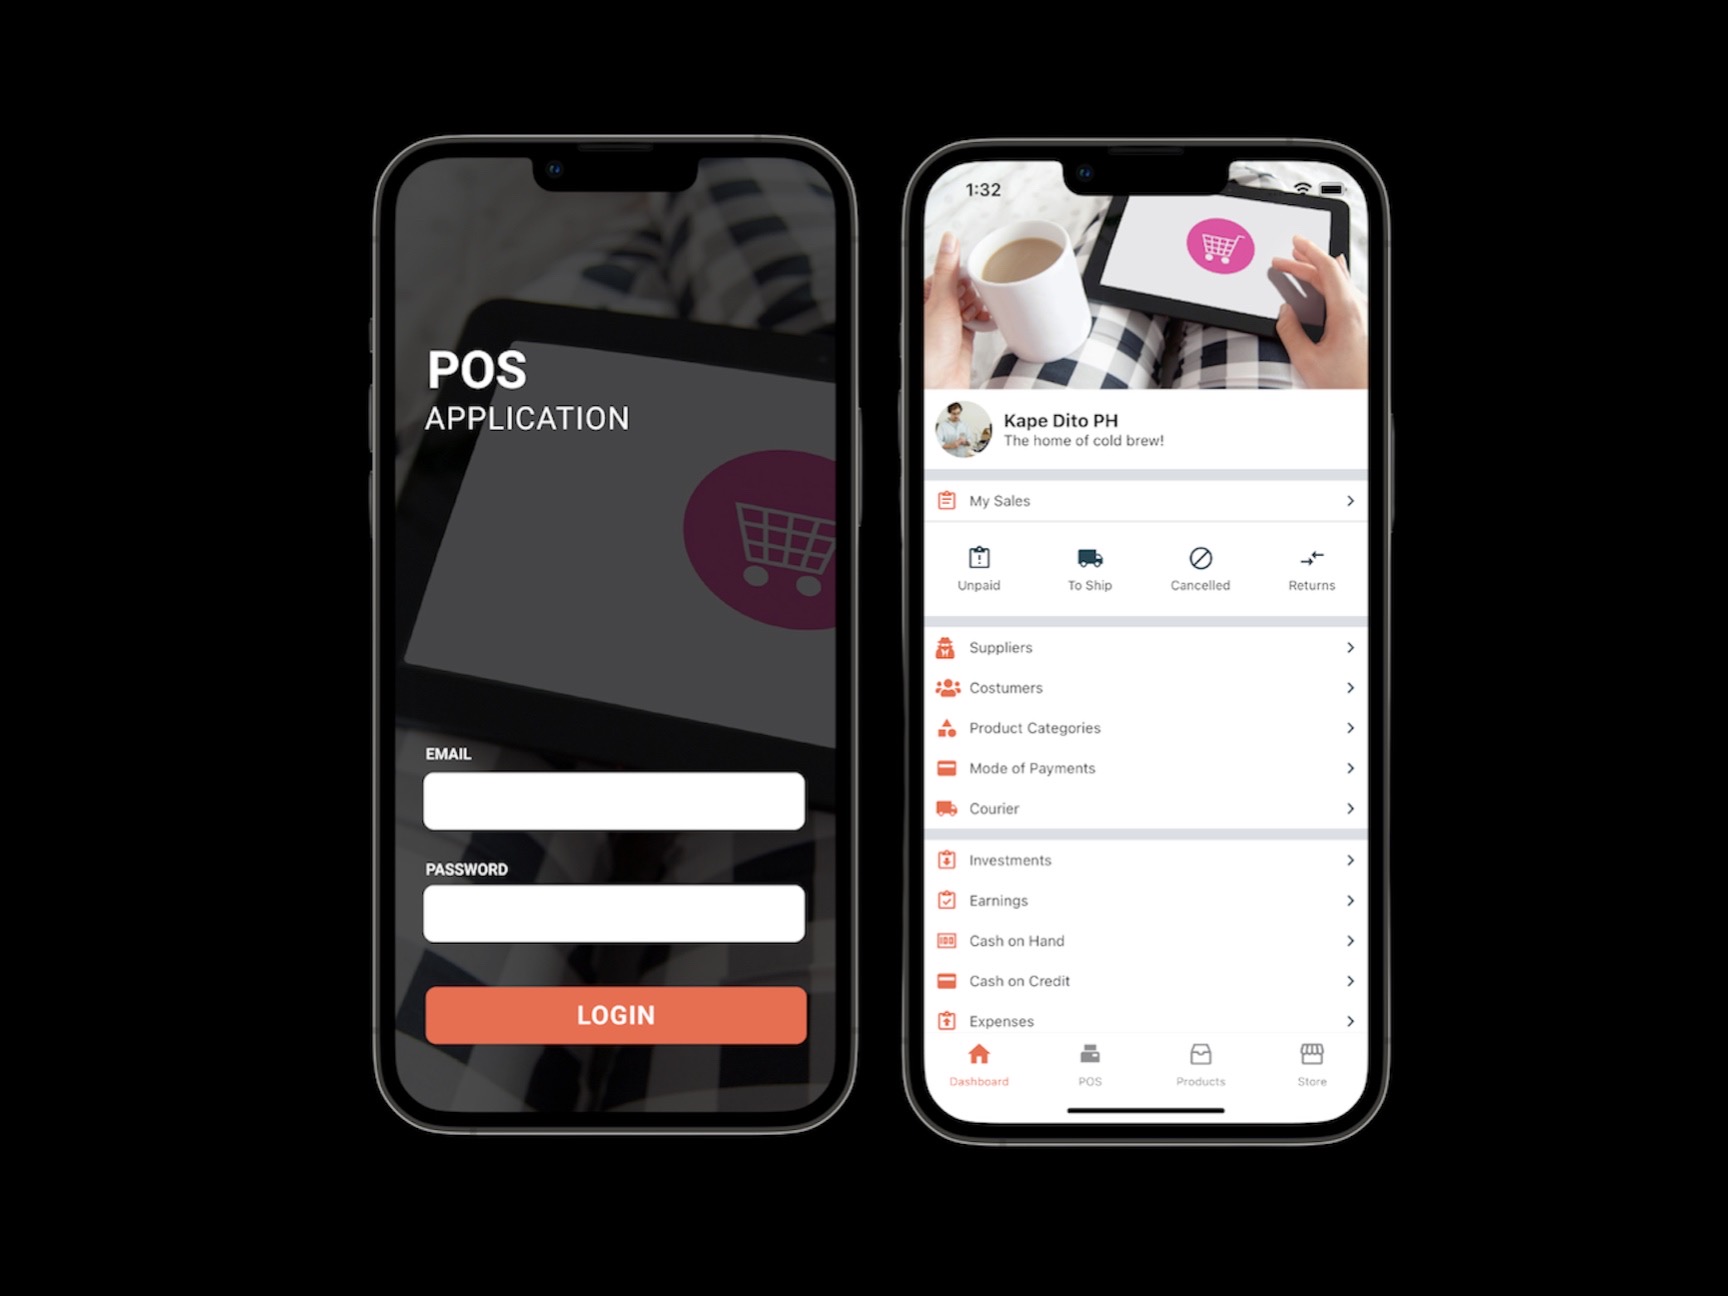 POS
APPLICATION
EMAIL
PASSWORD
LOGIN
1:32
Kape Dito PH
The home of cold brew!
My Sales
Unpaid To Ship Cancelled Returns
Suppliers
Costumers
Product Categories
Mode of Payments
Courier
Investments
Earnings
Cash on Hand
Cash on Credit
Expenses
Dashboard POS Products Store